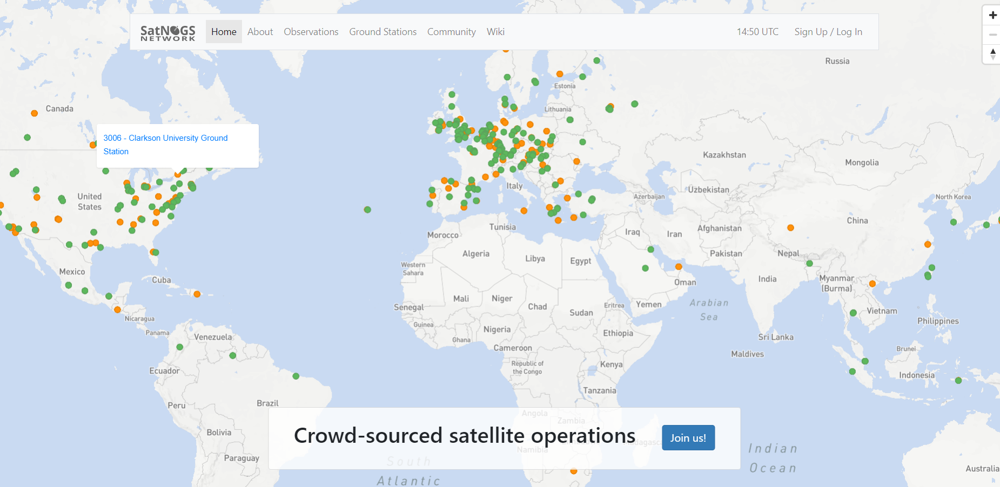 SatNOGS
NETWORK
Home
About
Observations
Ground Stations
Community
Wiki
14:50 UTC
Sign Up / Log In
Russia
Estonia
Lithuania
Canada
3006 - Clarkson University Ground
Station
United
States
Mexico
Cuba
Nicaragua
Panama
Venezuela
Ecuador
Peru
Brazil
Bolivia
Paraguay
Italy
Kazakhstan
Mongolia
Uzbekistan
Azerbaijan
North Korea
China
Afghanistan
Iraq
Iran
Pakistan
Nepal
India
Myanmar
(Burma)
Oman
Yemen
Arabian
Sea
Vietnam
Philippines
Sri Lanka
Maldives
Brunei
Indonesia
Tunisia
Morocco
Algeria
Libya
Egypt
Western
Sahara
Mali
Niger
Chad
Sudan
Eritrea
Senegal
Guinea
Ghana
Nigeria
Ethiopia
Cameroon
Republic of
the Congo
Kenya
Tanzania
Angola
Zambia
Namibia
Crowd-sourced satellite operations
Join us!
South
Atlantic
Indian
Ocean
Australia